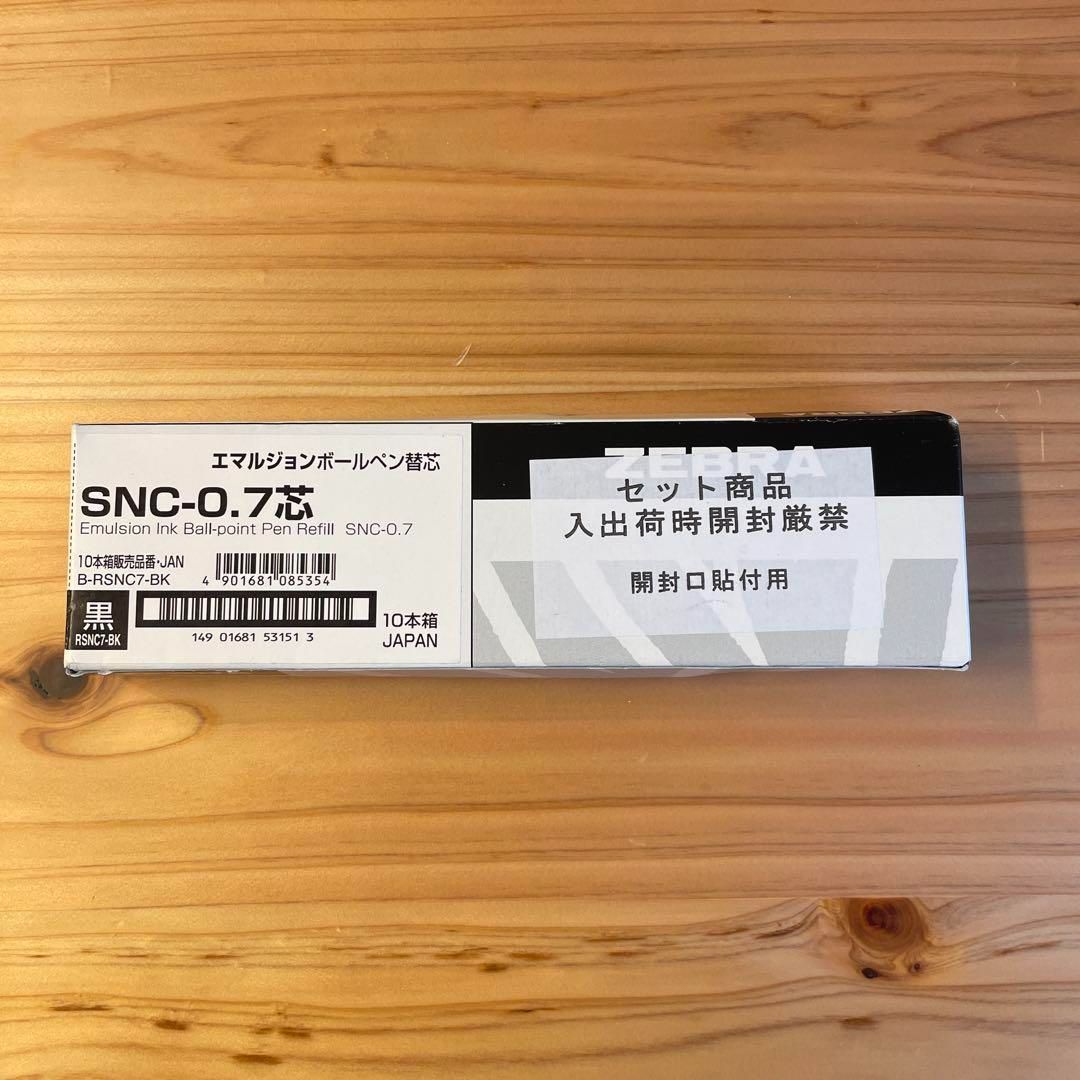 エマルジョンボールペン替芯
SNC-0.7芯
Emulsion Ink Ball-point Pen Refill SNC-0.7
10本箱販売品番・JAN
B-RSNC7-BK
4 901681 085354
黒
RSNC7-BK
149 01681 53151 3
10本箱
JAPAN
ZEBRA
セット商品
入出荷時開封厳禁
開封口貼付用